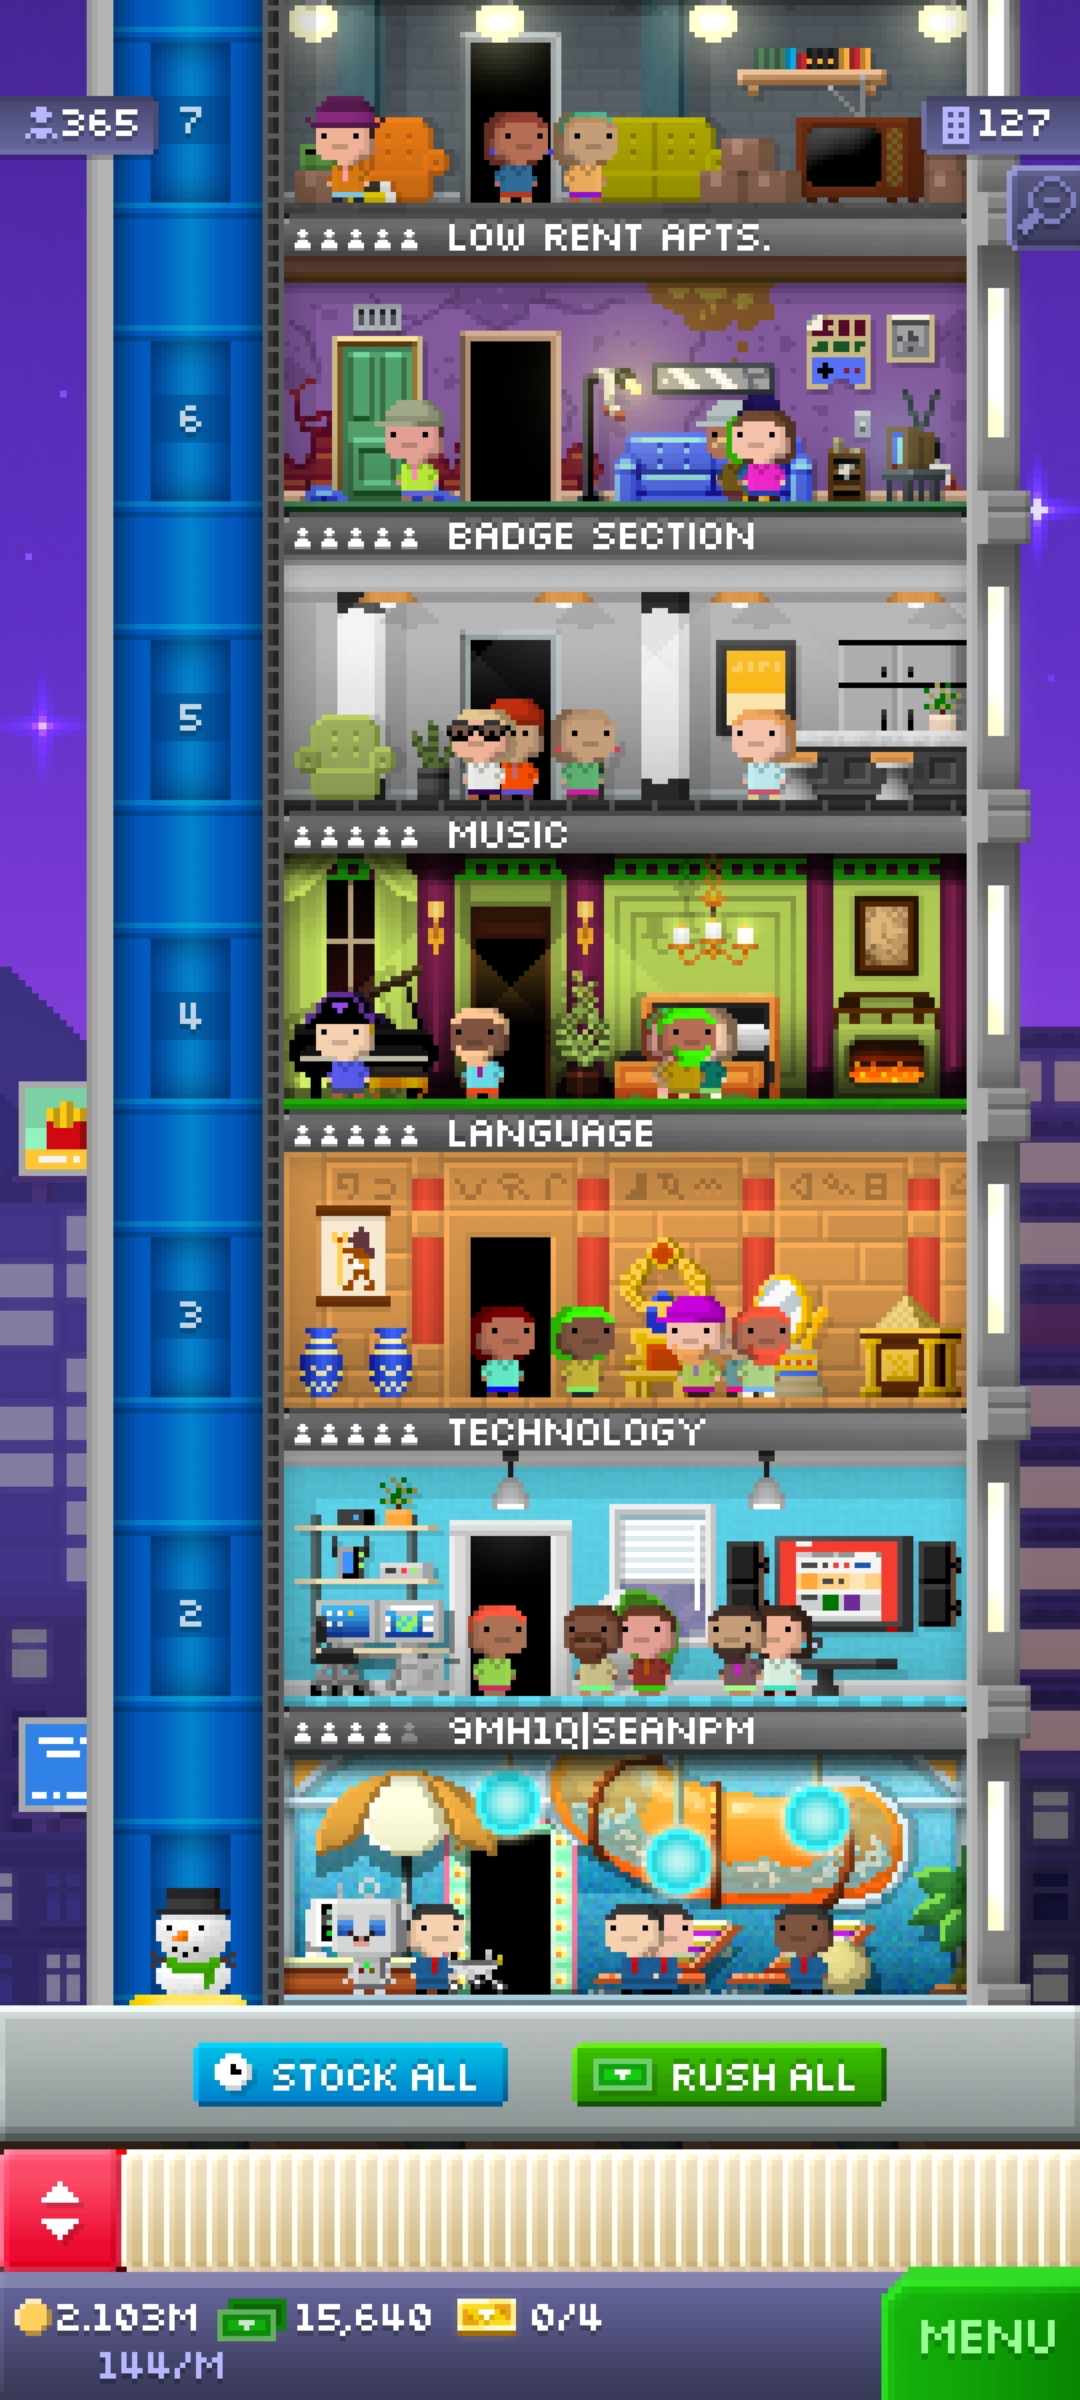 365
7
127
LOW RENT APTS.
6
BADGE SECTION
5
MUSIC
4
LANGUAGE
3
TECHNOLOGY
2
9MH1Q|SEANPM
STOCK ALL
RUSH ALL
2.103M
15,640
0/4
144/M
MENU